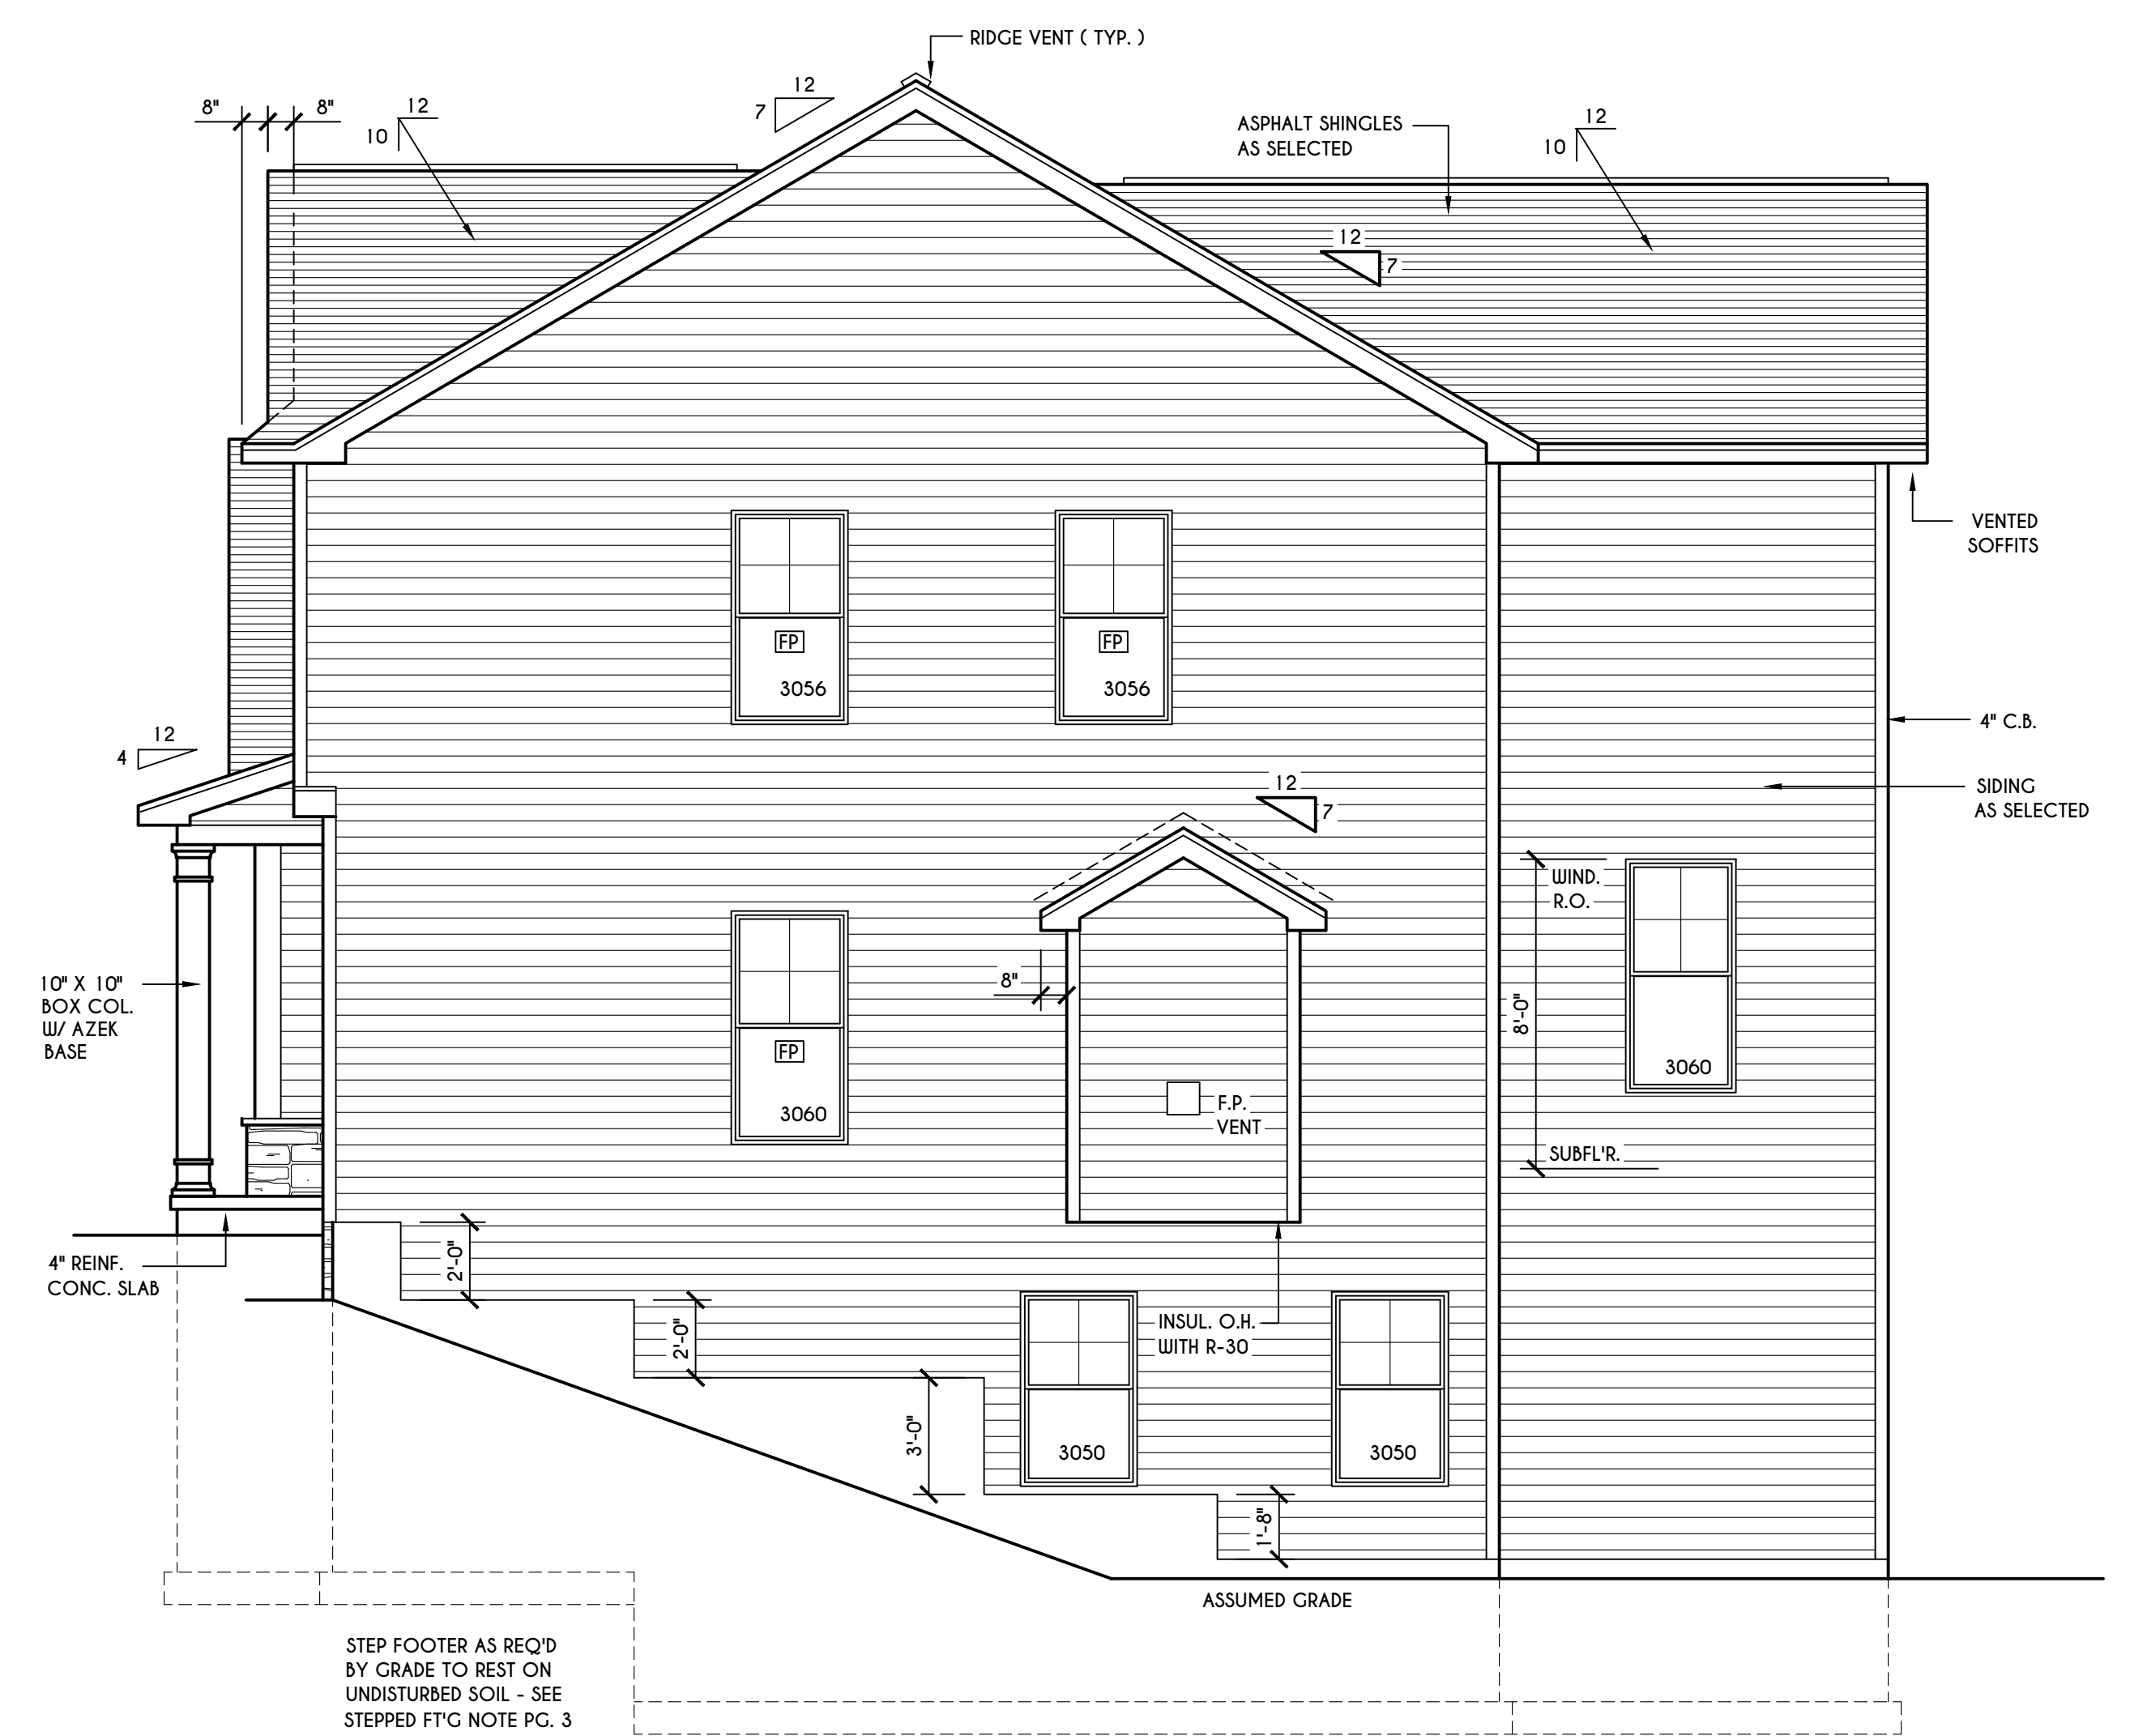 RIDGE VENT ( TYP. )
12
7
8"
8"
12
10
ASPHALT SHINGLES
AS SELECTED
12
10
12
7
VENTED
SOFFITS
FP
3056
FP
3056
4" C.B.
12
4
SIDING
AS SELECTED
12
7
WIND.
R.O.
8'-0"
3060
SUBFL'R.
10" X 10"
BOX COL.
W/ AZEK
BASE
8"
FP
3060
F.P.
VENT
4" REINF.
CONC. SLAB
2'-0"
2'-0"
INSUL. O.H.
WITH R-30
3'-0"
3050
3050
1'-8"
ASSUMED GRADE
STEP FOOTER AS REQ'D
BY GRADE TO REST ON
UNDISTURBED SOIL - SEE
STEPPED FT'G NOTE PG. 3